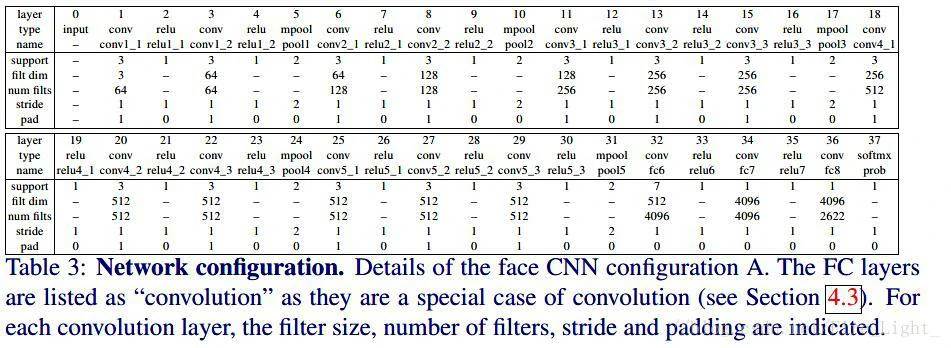 layer 0 1 2 3 4 5 6 7 8 9 10 11 12 13 14 15 16 17 18
type input conv relu conv relu mpool conv relu conv relu mpool conv relu conv relu conv relu mpool conv
name – conv1_1 relu1_1 conv1_2 relu1_2 pool1 conv2_1 relu2_1 conv2_2 relu2_2 pool2 conv3_1 relu3_1 conv3_2 relu3_2 conv3_3 relu3_3 pool3 conv4_1
support – 3 1 3 1 2 3 1 3 1 2 3 1 3 1 3 1 2 3
filt dim – 3 – 64 – – 64 – 128 – – 128 – 256 – 256 – – 256
num filts – 64 – 64 – – 128 – 128 – – 256 – 256 – 256 – – 512
stride – 1 1 1 1 2 1 1 1 1 2 1 1 1 1 1 1 2 1
pad – 1 0 1 0 0 1 0 1 0 0 1 0 1 0 1 0 0 1
layer 19 20 21 22 23 24 25 26 27 28 29 30 31 32 33 34 35 36 37
type relu conv relu conv relu mpool conv relu conv relu conv relu mpool conv relu conv relu conv softmx
name relu4_1 conv4_2 relu4_2 conv4_3 relu4_3 pool4 conv5_1 relu5_1 conv5_2 relu5_2 conv5_3 relu5_3 pool5 fc6 relu6 fc7 relu7 fc8 prob
support 1 3 1 3 1 2 3 1 3 1 3 1 2 7 1 1 1 1 1
filt dim – 512 – 512 – – 512 – 512 – 512 – – 512 – 4096 – 4096 –
num filts – 512 – 512 – – 512 – 512 – 512 – – 4096 – 4096 – 2622 –
stride 1 1 1 1 1 2 1 1 1 1 1 1 2 1 1 1 1 1 1
pad 0 1 0 1 0 0 1 0 1 0 1 0 0 0 0 0 0 0 0
Table 3: Network configuration. Details of the face CNN configuration A. The FC layers
are listed as “convolution” as they are a special case of convolution (see Section 4.3). For
each convolution layer, the filter size, number of filters, stride and padding are indicated.